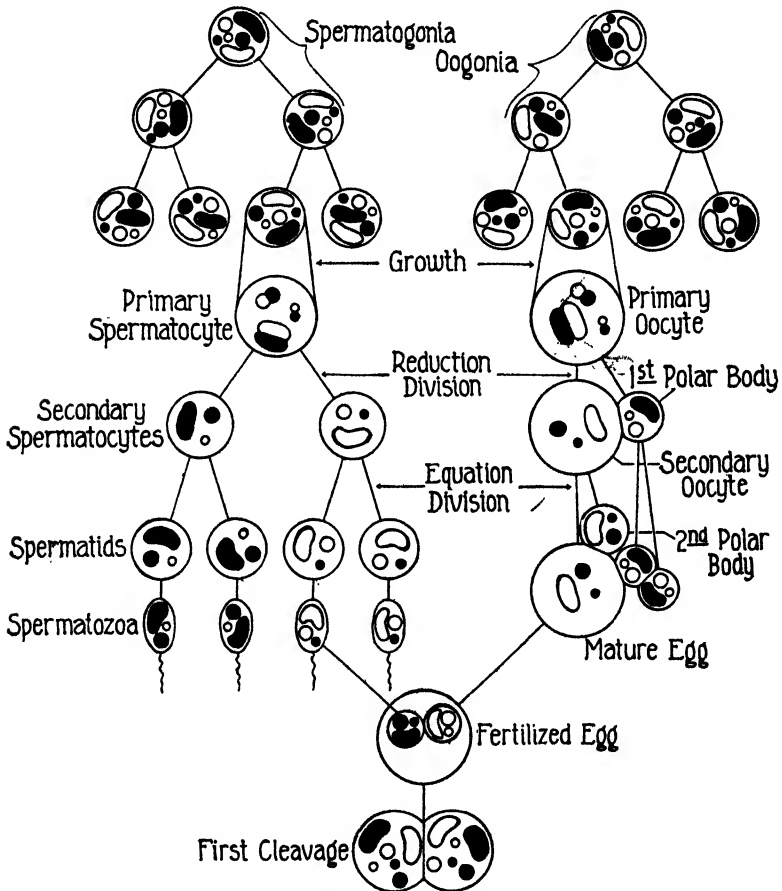 Spermatogonia
Oogonia
Growth
Primary
Spermatocyte
Primary
Oocyte
Reduction
Division
1st Polar Body
Secondary
Spermatocytes
Secondary
Oocyte
Equation
Division
Spermatids
2nd Polar
Body
Spermatozoa
Mature Egg
Fertilized Egg
First Cleavage